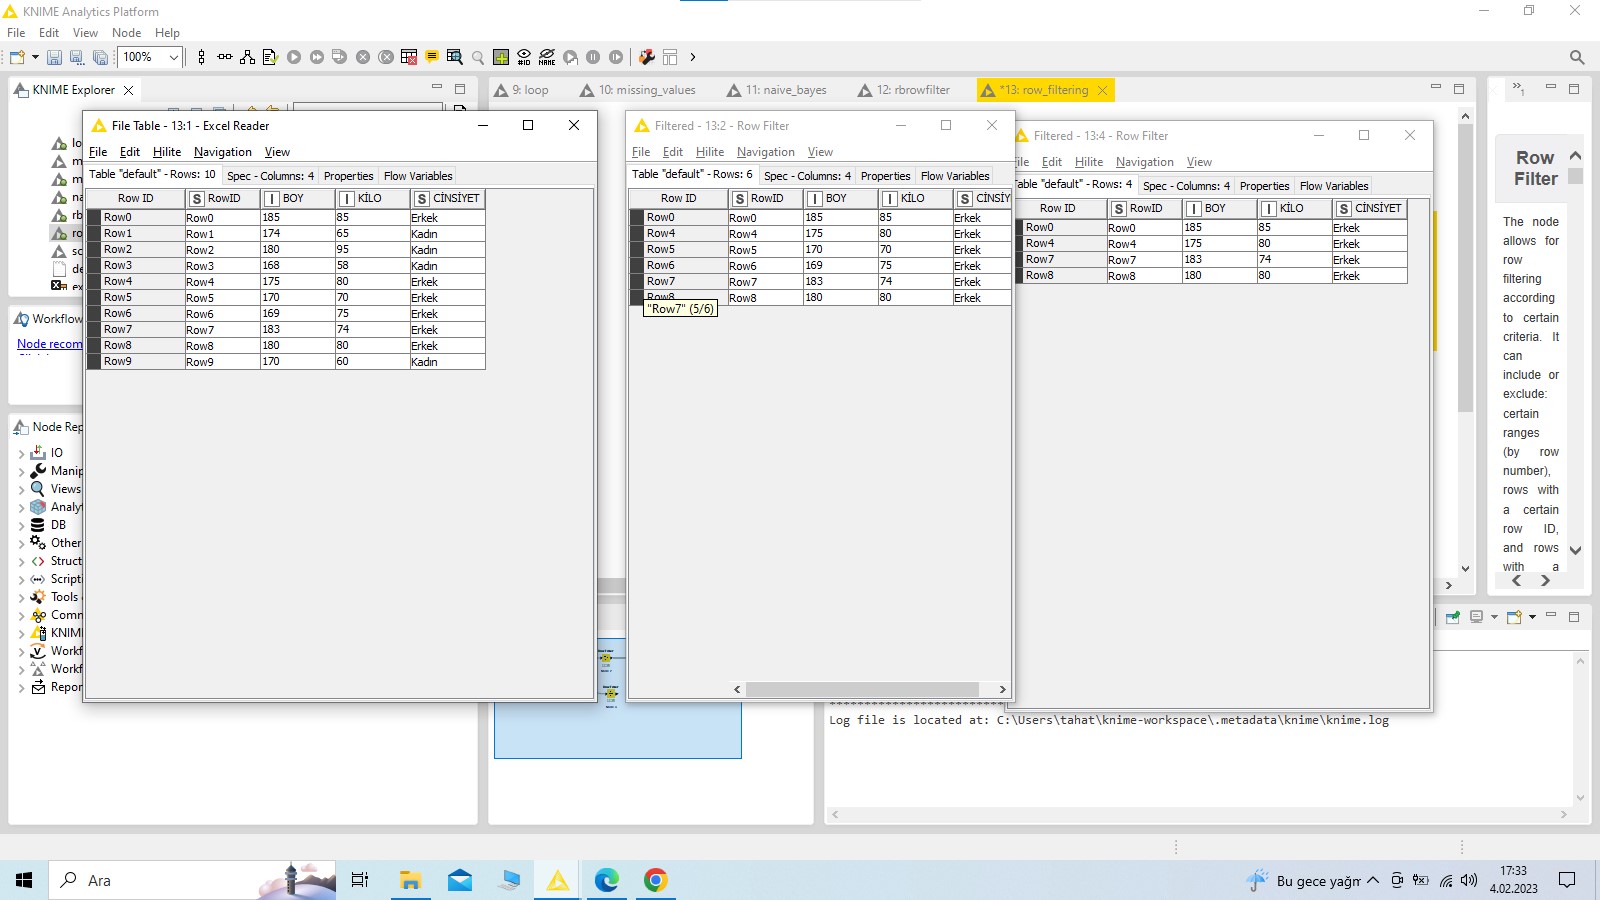 KNIME Analytics Platform
File Edit View Node Help
100%
KNIME Explorer
9: loop
10: missing_values
11: naive_bayes
12: rbrowfilter
*13: row_filtering
Workflow
Node recom
Node Rep
IO
Manip
Views
Analyt
DB
Other
Struct
Scripti
Tools
Comm
KNIME
Workf
Workf
Repor
File Table - 13:1 - Excel Reader
File Edit Hilite Navigation View
Table "default" - Rows: 10 Spec - Columns: 4 Properties Flow Variables
Row ID S RowID I BOY I KİLO S CİNSİYET
Row0 Row0 185 85 Erkek
Row1 Row1 174 65 Kadın
Row2 Row2 180 95 Kadın
Row3 Row3 168 58 Kadın
Row4 Row4 175 80 Erkek
Row5 Row5 170 70 Erkek
Row6 Row6 169 75 Erkek
Row7 Row7 183 74 Erkek
Row8 Row8 180 80 Erkek
Row9 Row9 170 60 Kadın
Filtered - 13:2 - Row Filter
File Edit Hilite Navigation View
Table "default" - Rows: 6 Spec - Columns: 4 Properties Flow Variables
Row ID S RowID I BOY I KİLO S CİNSİY
Row0 Row0 185 85 Erkek
Row4 Row4 175 80 Erkek
Row5 Row5 170 70 Erkek
Row6 Row6 169 75 Erkek
Row7 Row7 183 74 Erkek
Row8 Row8 180 80 Erkek
"Row7" (5/6)
Filtered - 13:4 - Row Filter
ile Edit Hilite Navigation View
Table "default" - Rows: 4 Spec - Columns: 4 Properties Flow Variables
Row ID S RowID I BOY I KİLO S CİNSİYET
Row0 Row0 185 85 Erkek
Row4 Row4 175 80 Erkek
Row7 Row7 183 74 Erkek
Row8 Row8 180 80 Erkek
Row
Filter
The node
allows for
row
filtering
according
to certain
criteria. It
can
include or
exclude:
certain
ranges
(by row
number),
rows with
a certain
row ID,
and rows
with a
Log file is located at: C:\Users\tahat\knime-workspace\.metadata\knime\knime.log
Ara
Bu gece yağm
17:33
4.02.2023